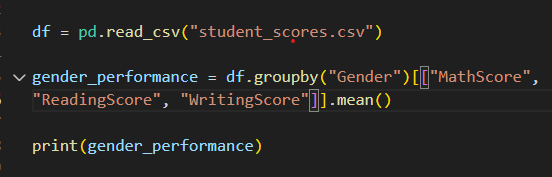 df = pd.read_csv("student_scores.csv")
gender_performance = df.groupby("Gender")[["MathScore",
"ReadingScore", "WritingScore"]].mean()
print(gender_performance)